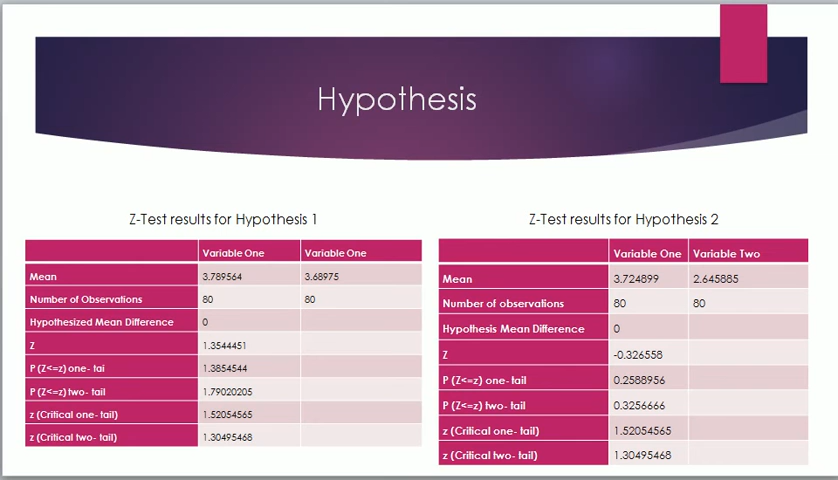 Hypothesis
Z-Test results for Hypothesis 1
Variable One Variable One
Mean 3.789564 3.68975
Number of Observations 80 80
Hypothesized Mean Difference 0
Z 1.3544451
P (Z<=z) one- tai 1.3854544
P (Z<=z) two- tail 1.79020205
z (Critical one- tail) 1.52054565
z (Critical two- tail) 1.30495468
Z-Test results for Hypothesis 2
Variable One Variable Two
Mean 3.724899 2.645885
Number of observations 80 80
Hypothesis Mean Difference 0
Z -0.326558
P (Z<=z) one- tail 0.2588956
P (Z<=z) two- tail 0.3256666
z (Critical one- tail) 1.52054565
z (Critical two- tail) 1.30495468